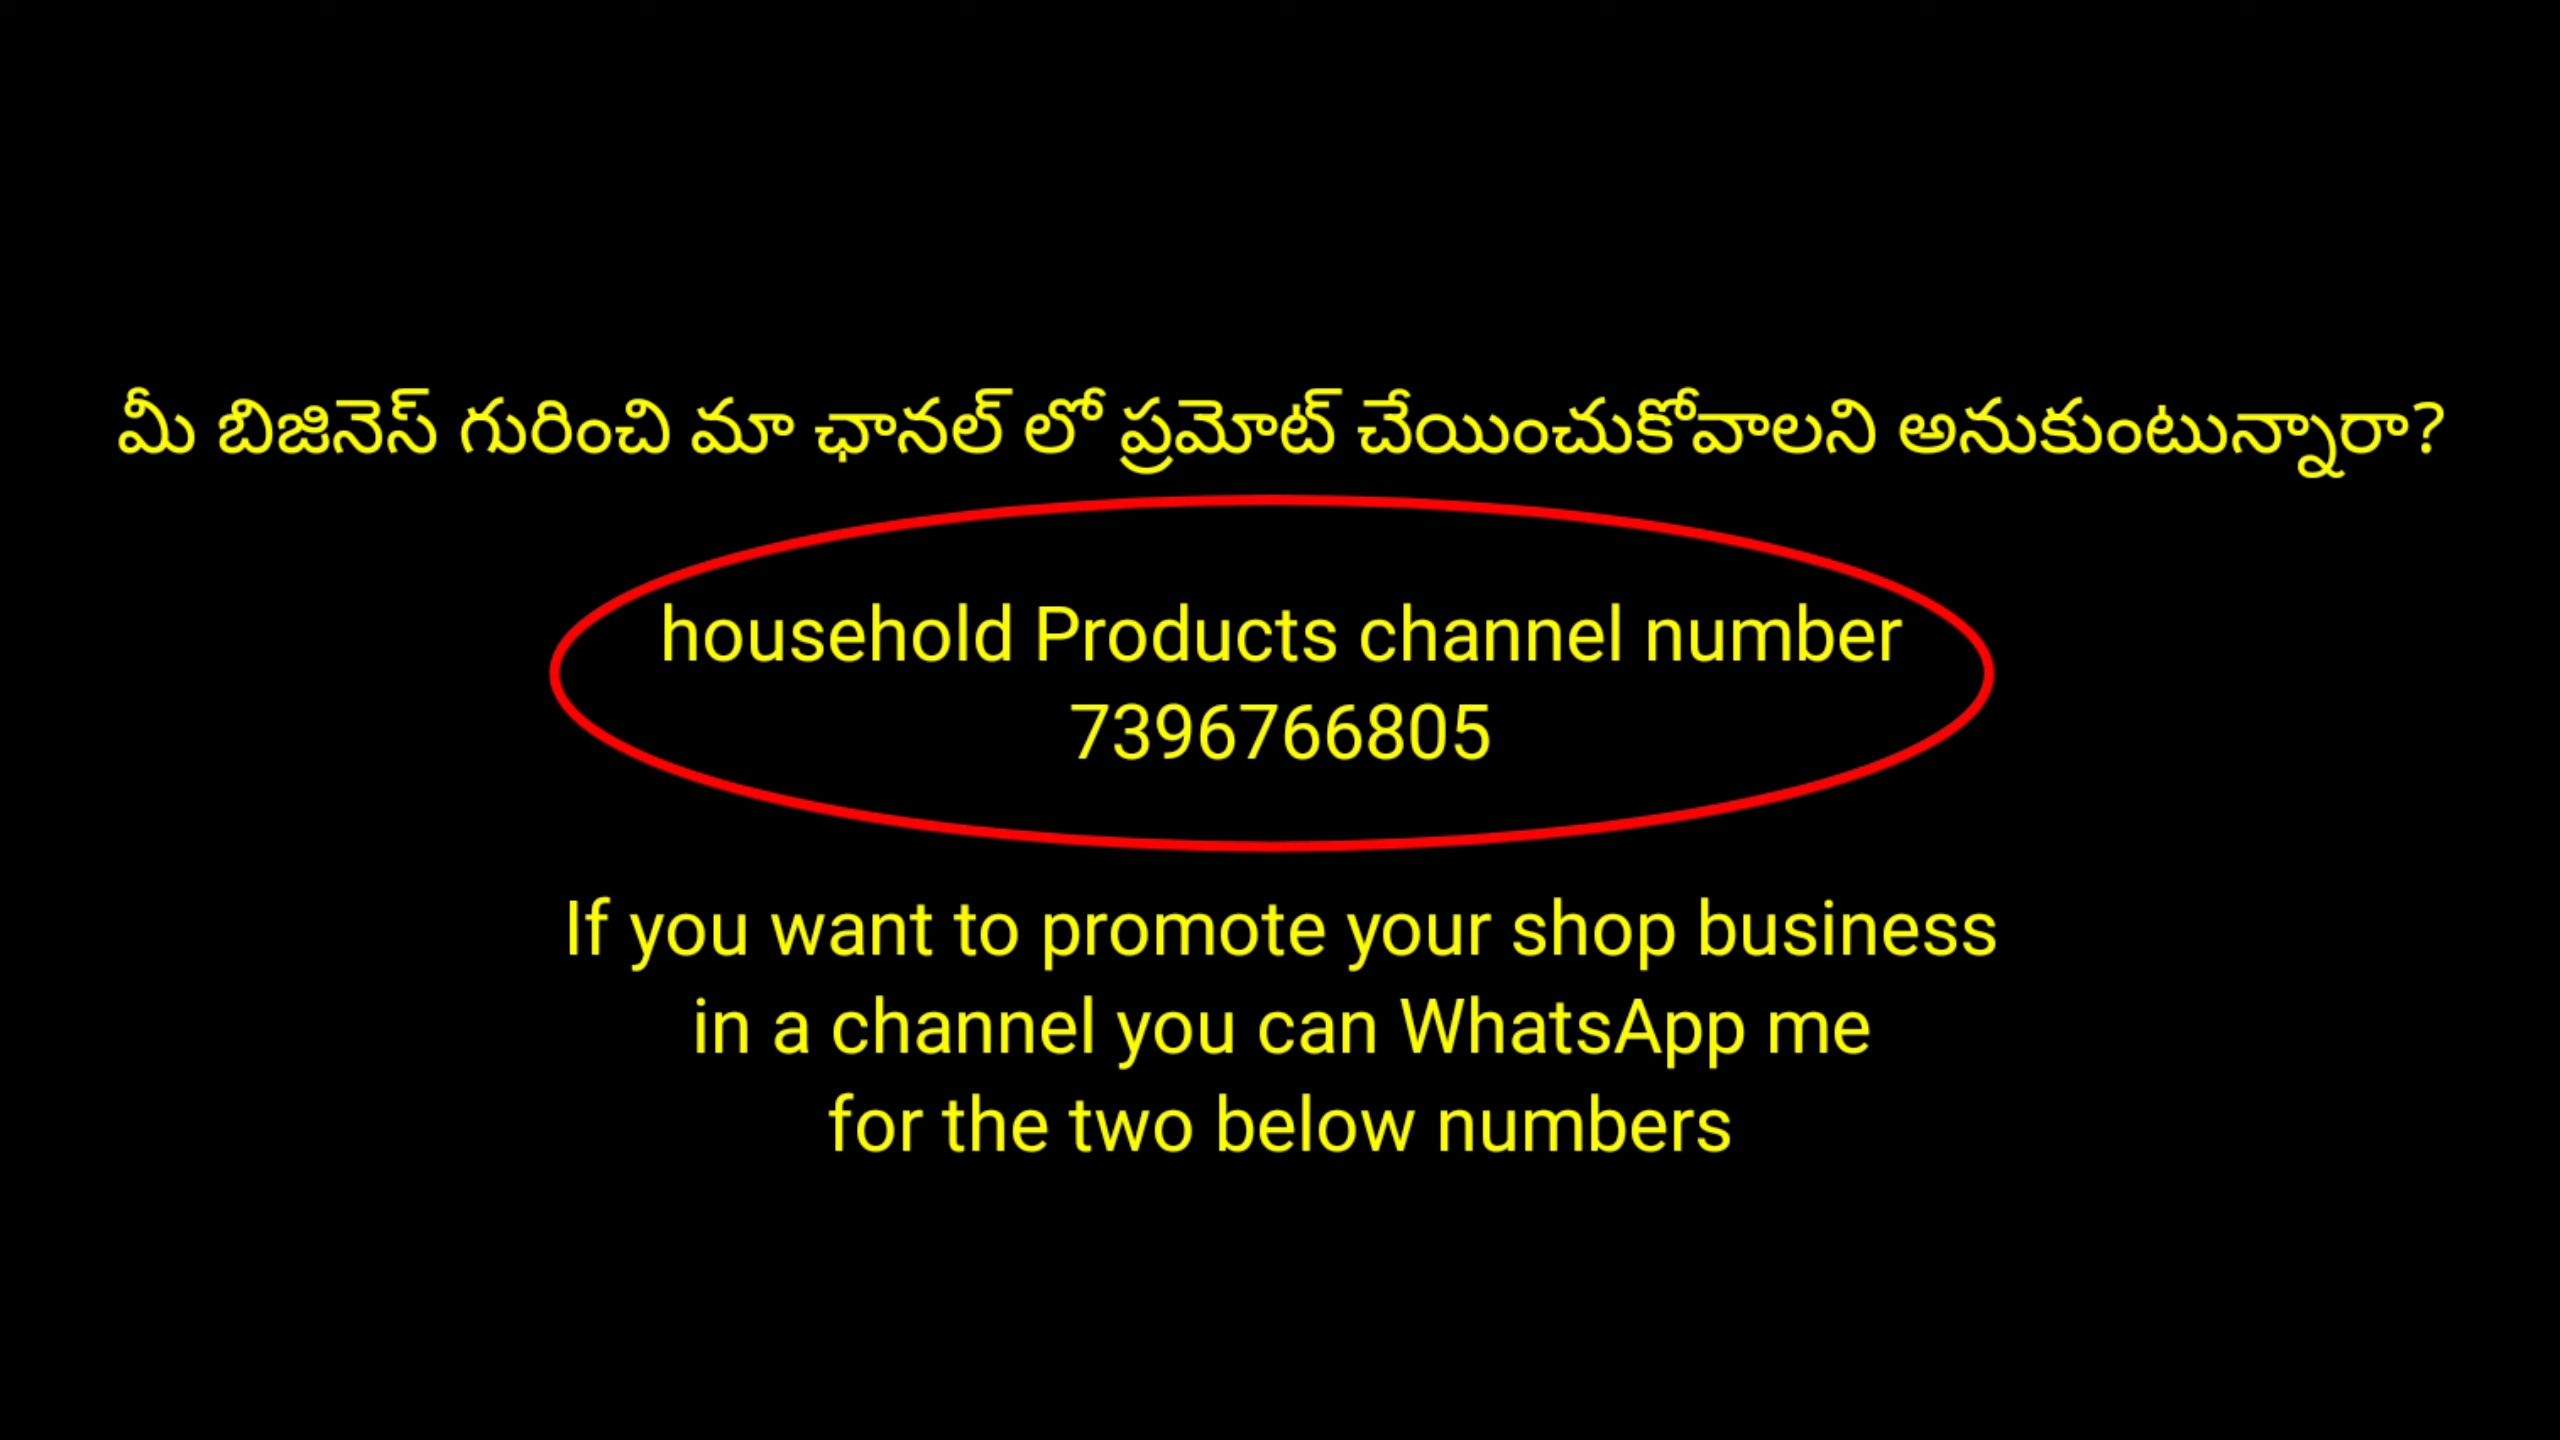 మీ బిజినెస్ గురించి మా ఛానల్ లో ప్రమోట్ చేయించుకోవాలని అనుకుంటున్నారా?
household Products channel number
7396766805
If you want to promote your shop business
in a channel you can WhatsApp me
for the two below numbers